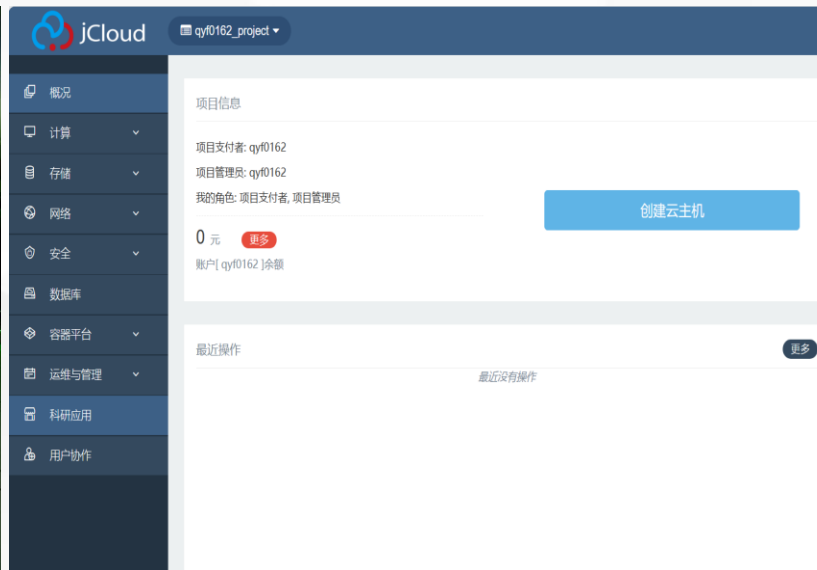 jCloud
qyf0162_project
概况
计算
存储
网络
安全
数据库
容器平台
运维与管理
科研应用
用户协作
项目信息
项目支付者: qyf0162
项目管理员: qyf0162
我的角色: 项目支付者, 项目管理员
0 元 更多
账户[ qyf0162 ]余额
创建云主机
最近操作 更多
最近没有操作